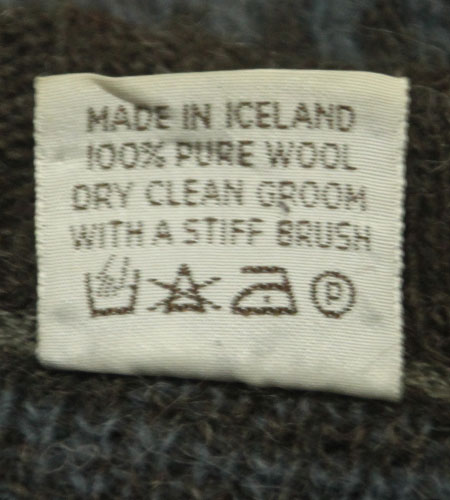 MADE IN ICELAND
100% PURE WOOL
DRY CLEAN GROOM
WITH A STIFF BRUSH
P